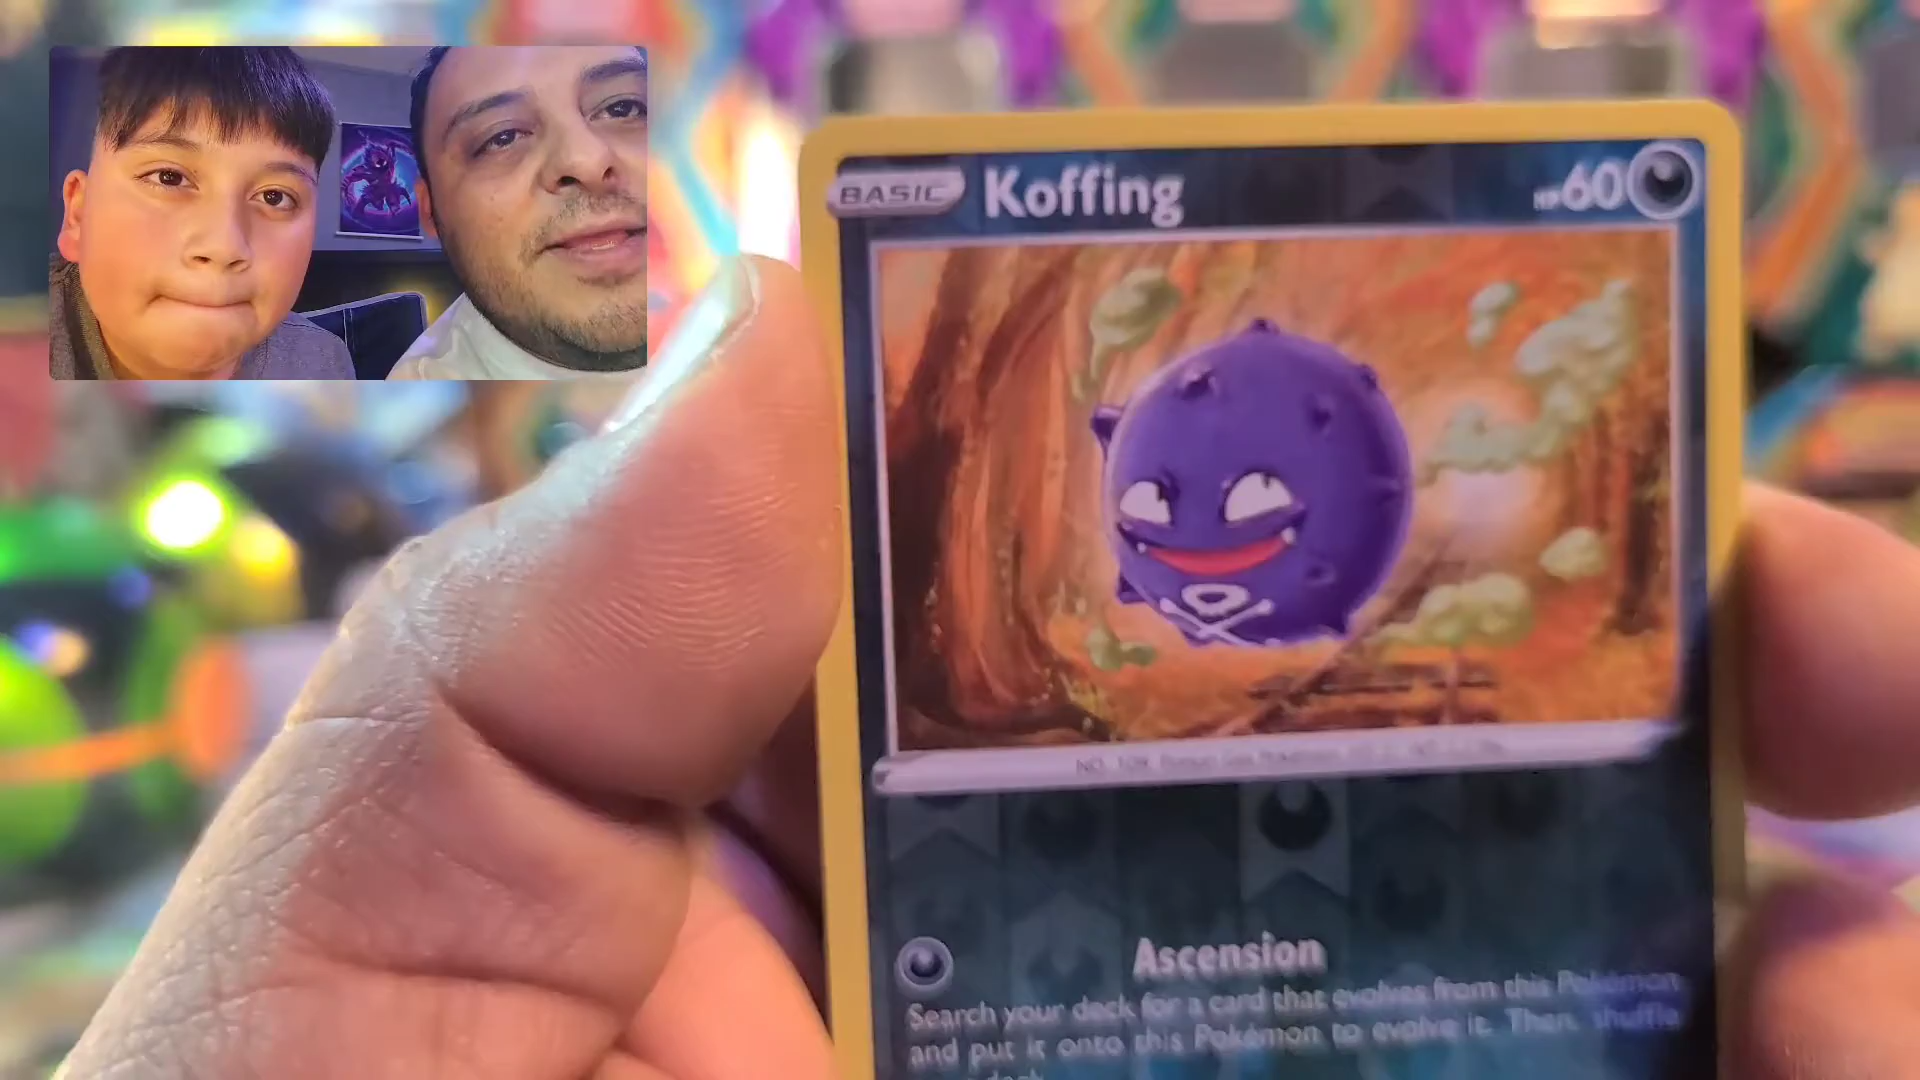 BASIC Koffing HP60
Ascension
Search your deck for a card that evolves from this Pokémon
and put it onto this Pokémon to evolve it. Then, shuffle
deck